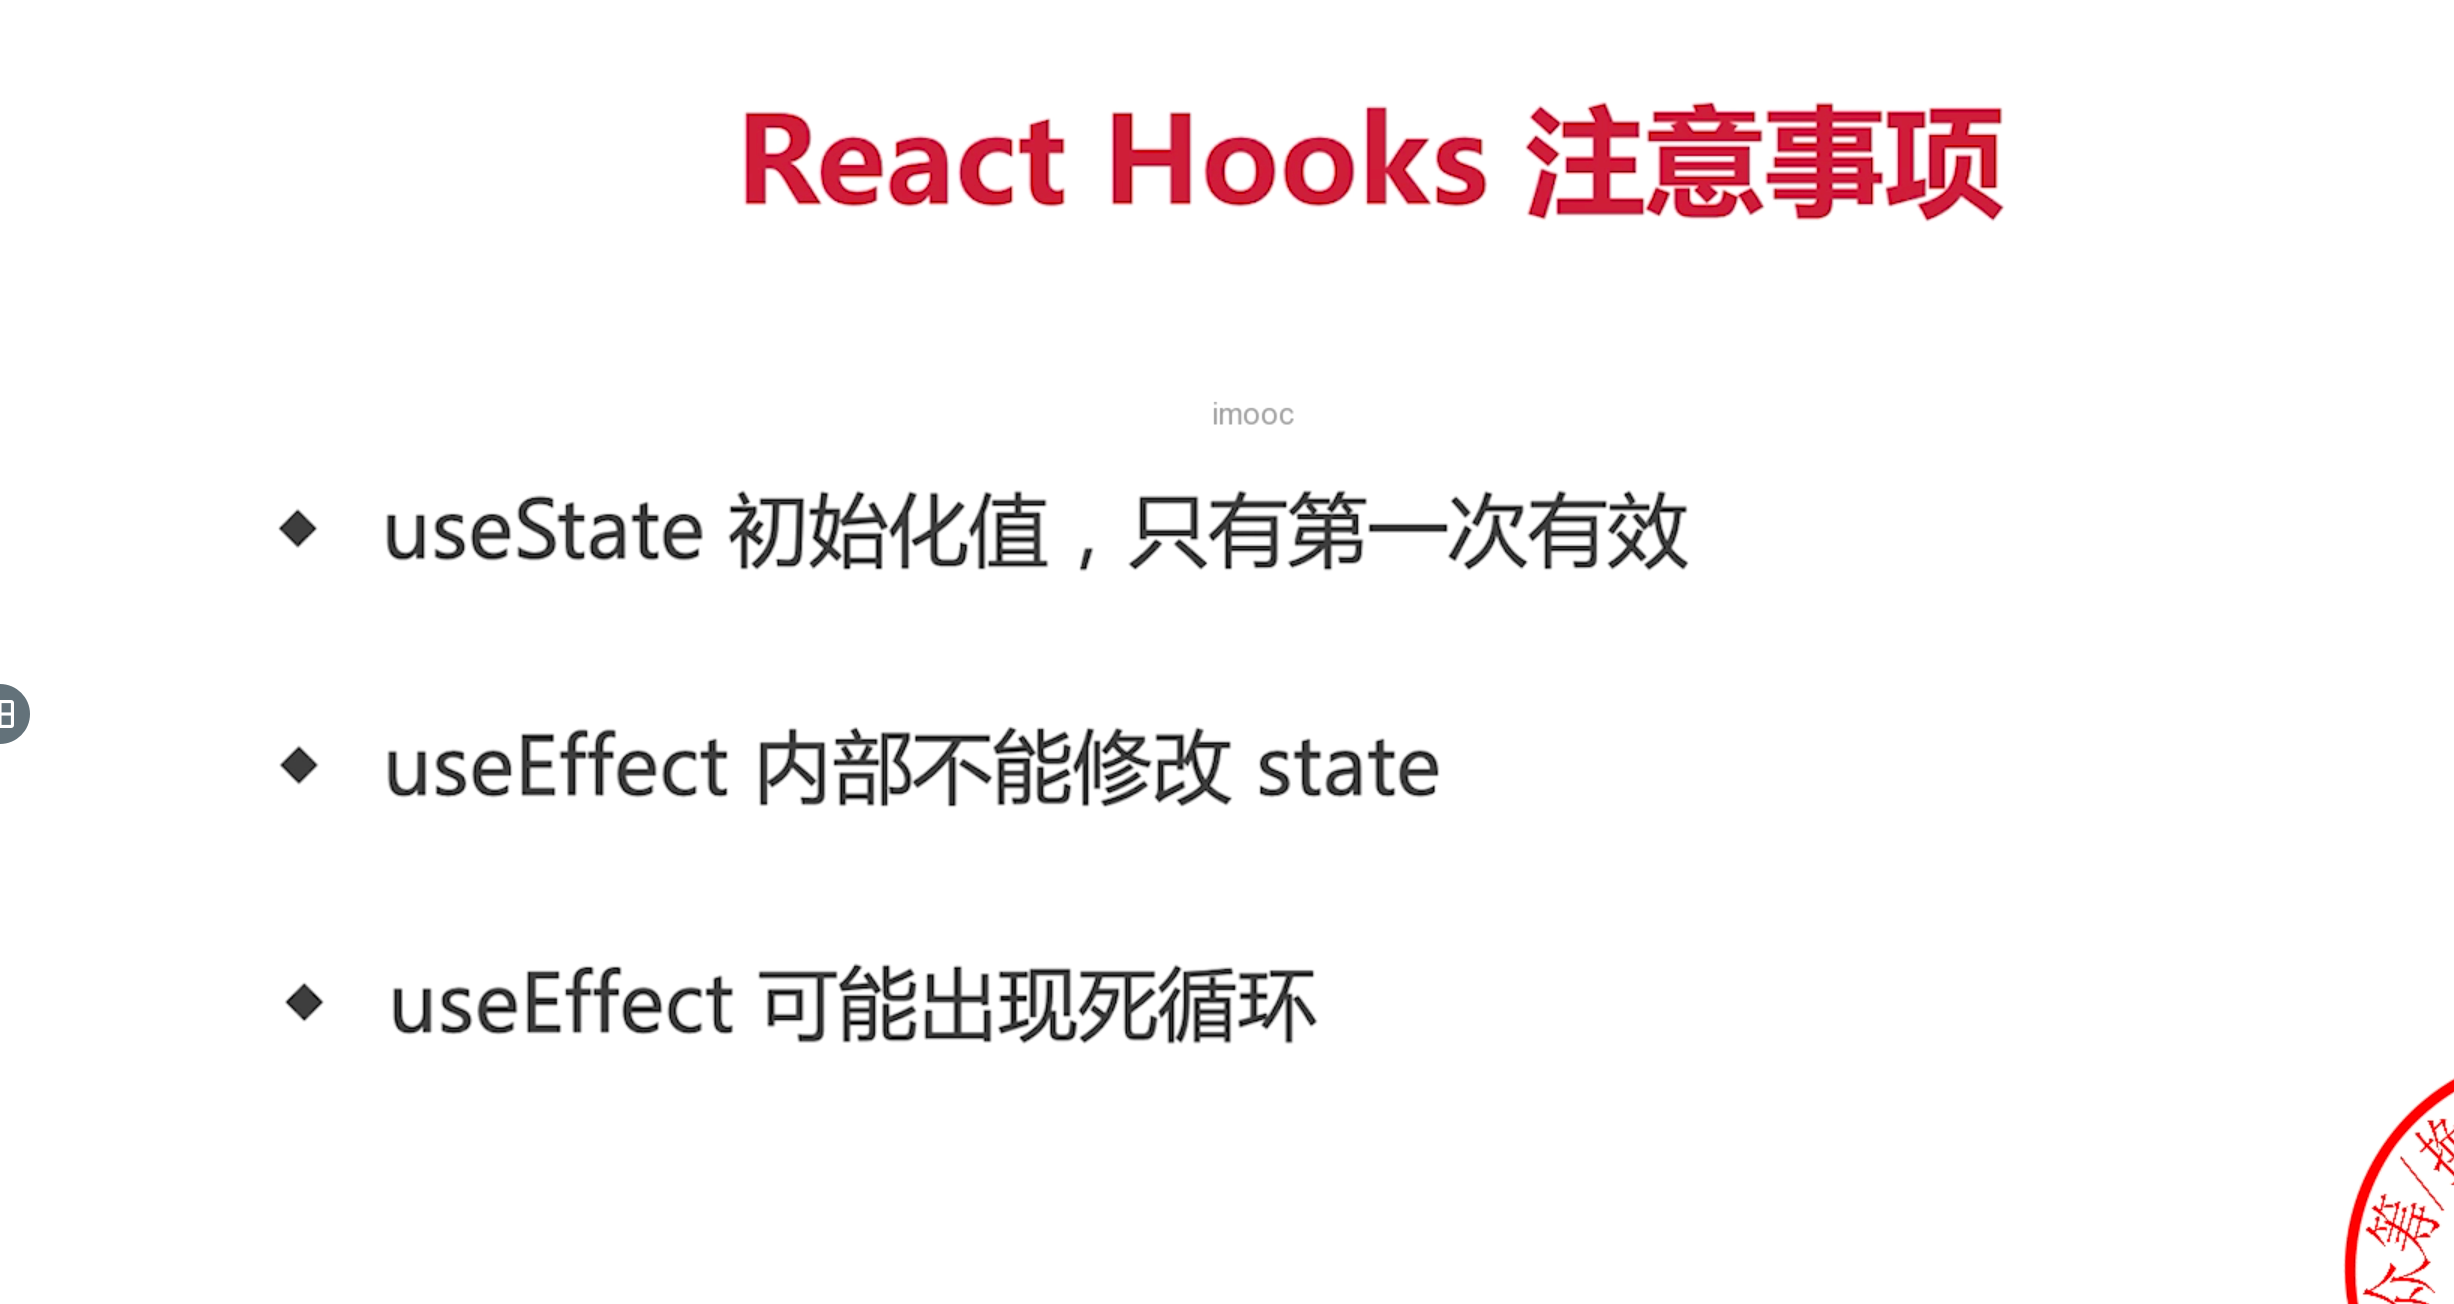 React Hooks 注意事项
imooc
◆ useState 初始化值，只有第一次有效
◆ useEffect 内部不能修改 state
◆ useEffect 可能出现死循环